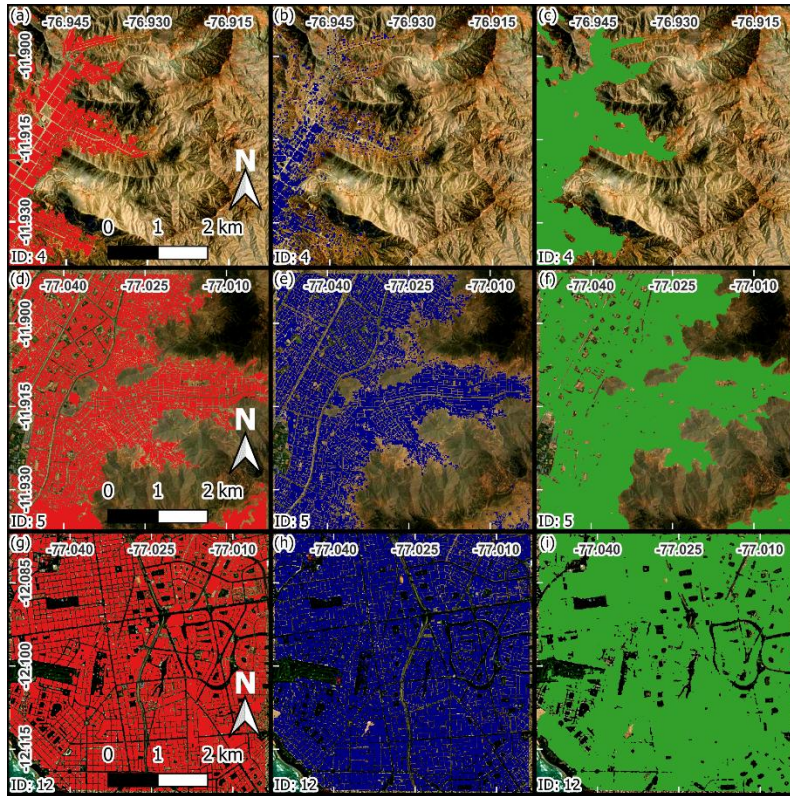 (a) -76.945 -76.930 -76.915
-11.900
-11.915
-11.930
N
0 1 2 km
ID: 4
(b) -76.945 -76.930 -76.915
ID: 4
(c) -76.945 -76.930 -76.915
ID: 4
(d) -77.040 -77.025 -77.010
-11.900
-11.915
-11.930
N
0 1 2 km
ID: 5
(e) -77.040 -77.025 -77.010
ID: 5
(f) -77.040 -77.025 -77.010
ID: 5
(g) -77.040 -77.025 -77.010
-12.085
-12.100
-12.115
N
0 1 2 km
ID: 12
(h) -77.040 -77.025 -77.010
ID: 12
(i) -77.040 -77.025 -77.010
ID: 12